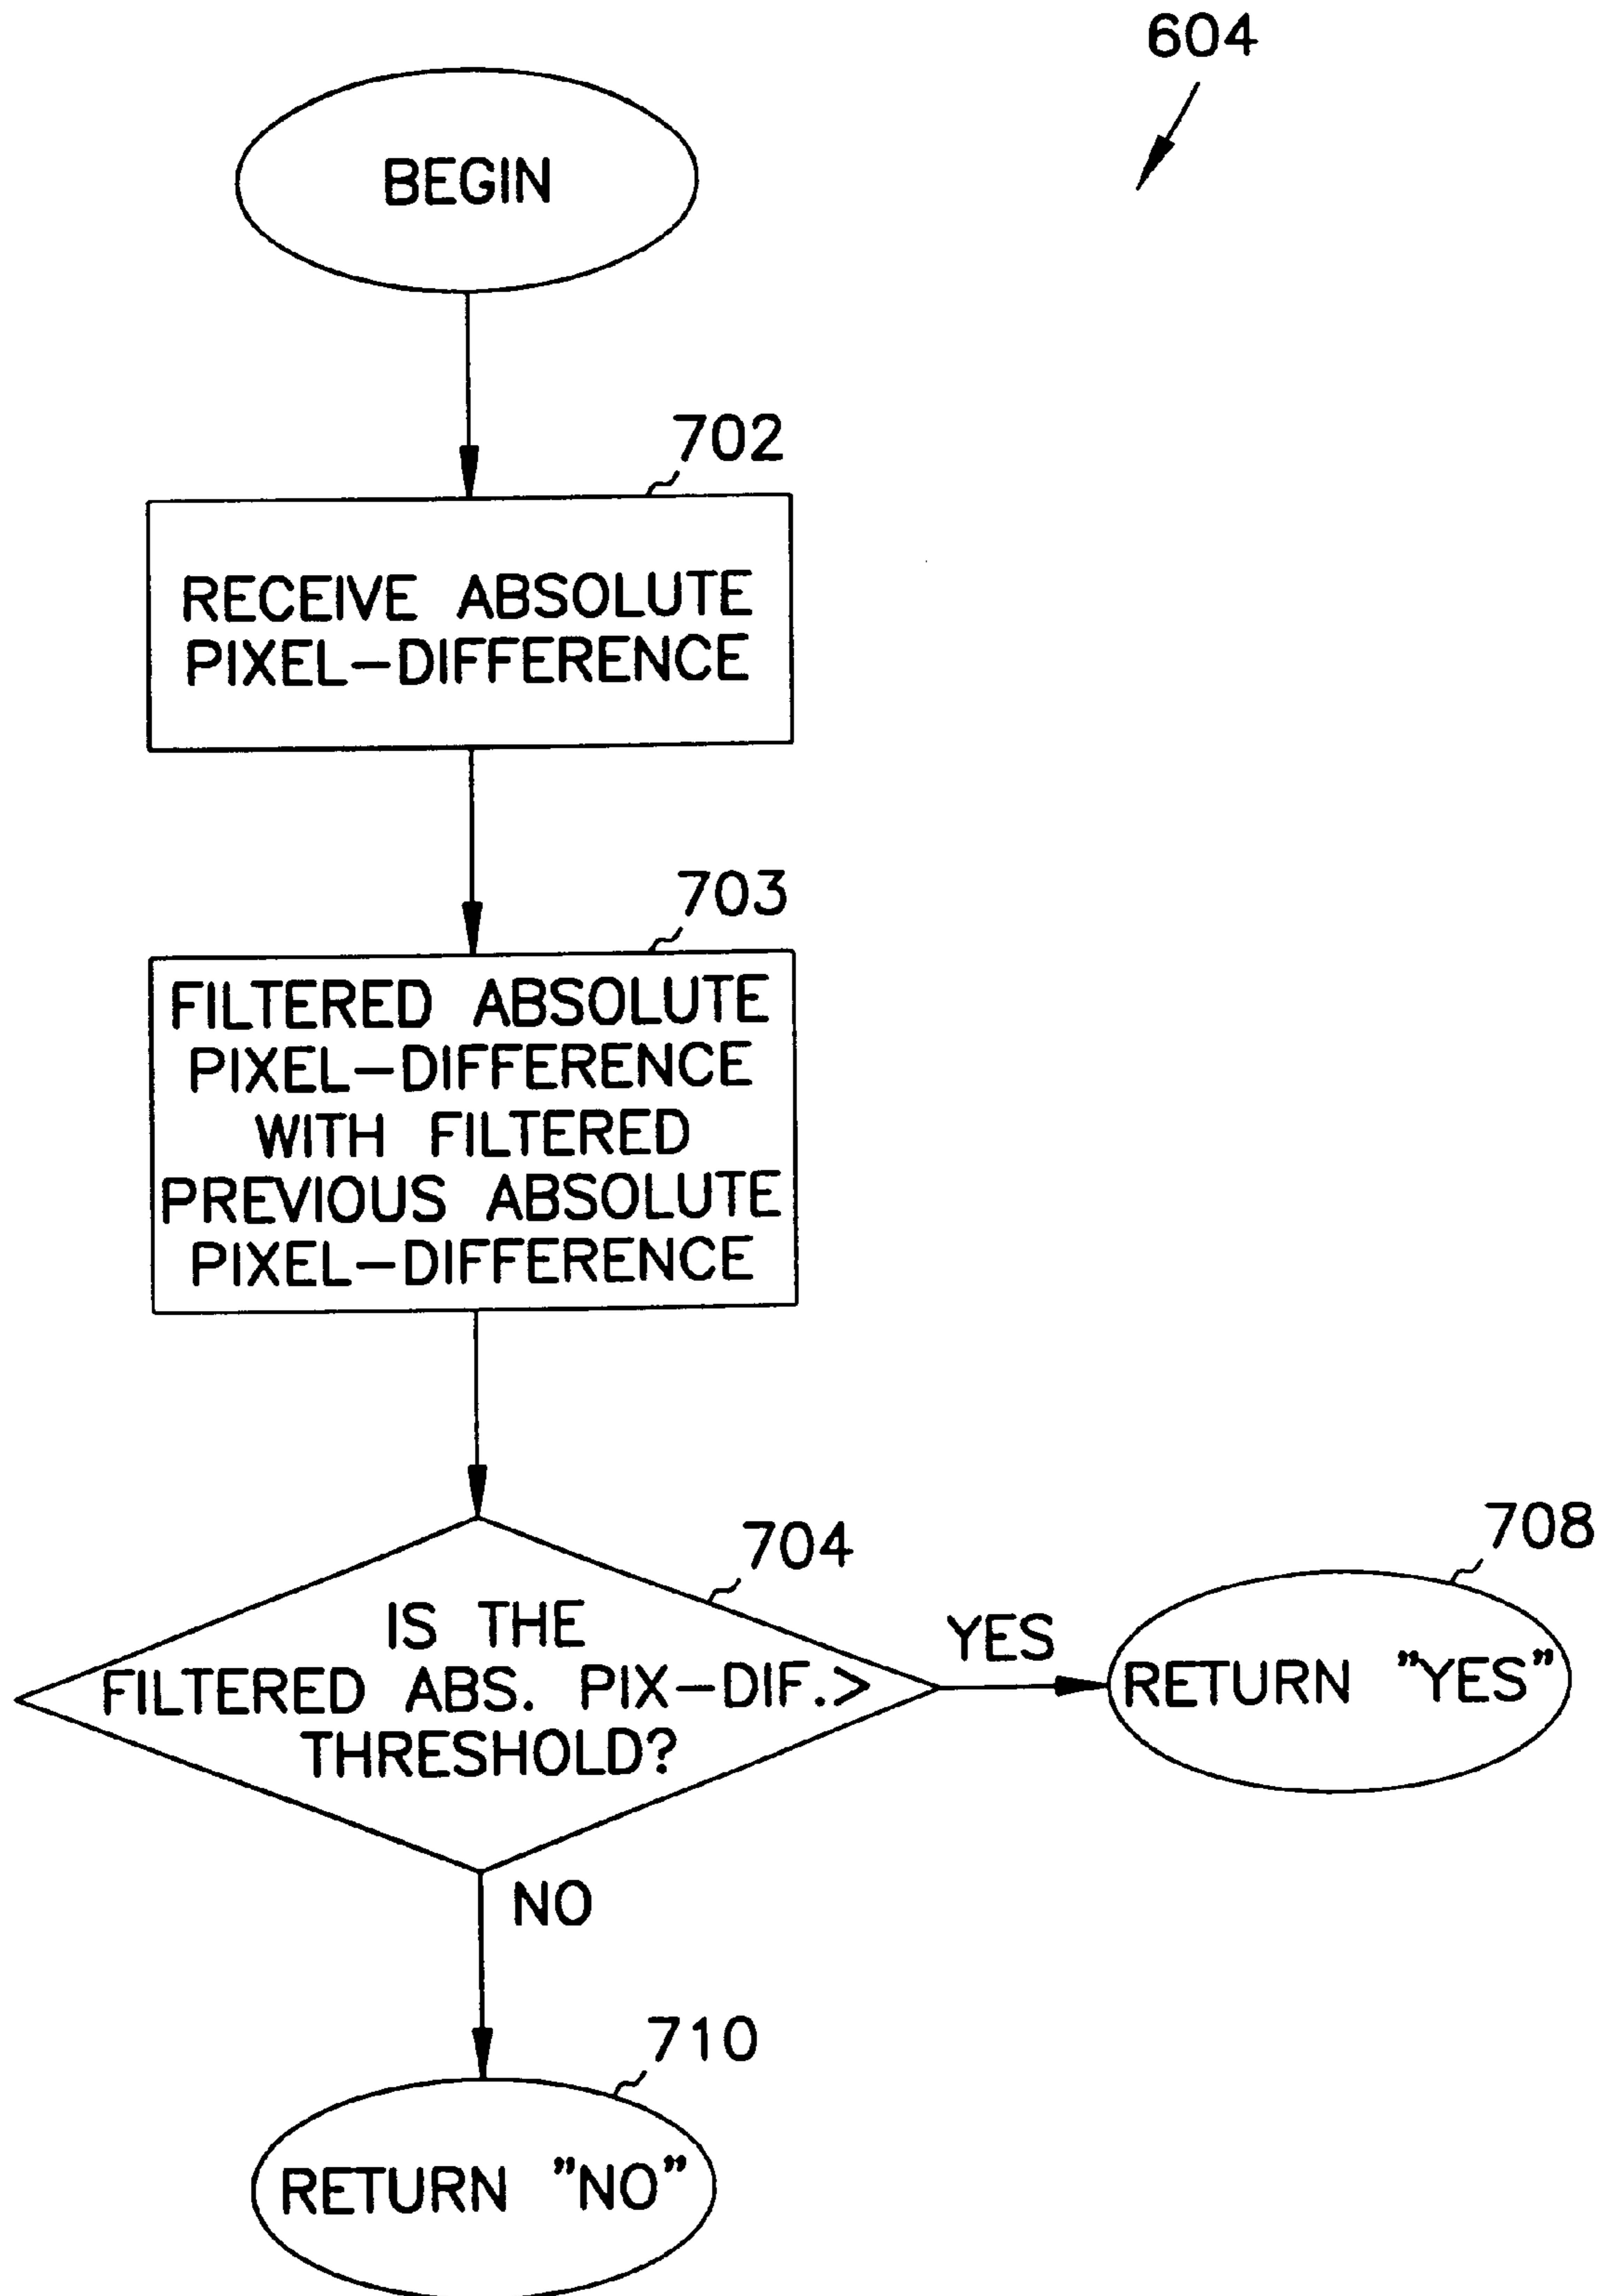 604
BEGIN
702
RECEIVE ABSOLUTE
PIXEL-DIFFERENCE
703
FILTERED ABSOLUTE
PIXEL-DIFFERENCE
WITH FILTERED
PREVIOUS ABSOLUTE
PIXEL-DIFFERENCE
704
IS THE
FILTERED ABS. PIX-DIF.>
THRESHOLD?
YES
708
RETURN "YES"
NO
710
RETURN "NO"